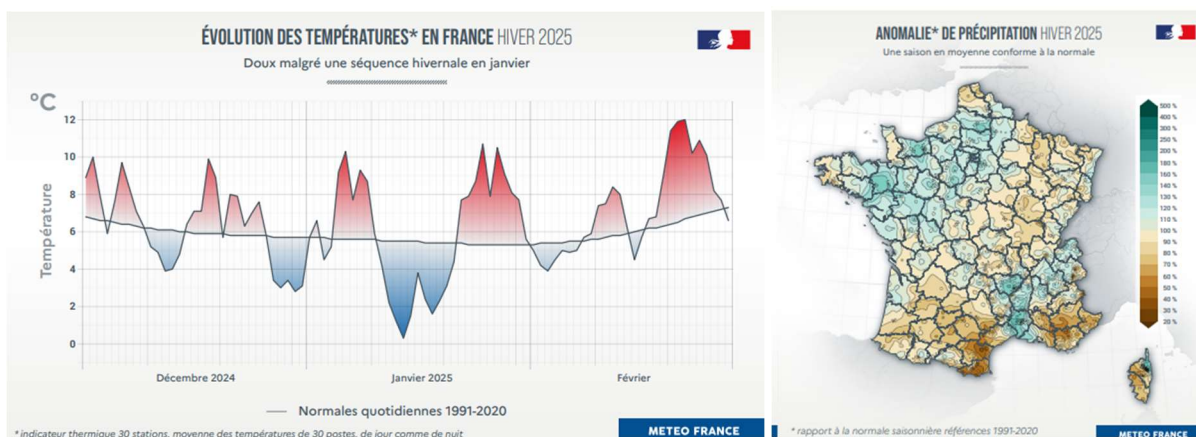 ÉVOLUTION DES TEMPÉRATURES* EN FRANCE HIVER 2025
Doux malgré une séquence hivernale en janvier
°C
12
10
8
6
4
2
0
Température
Décembre 2024
Janvier 2025
Février
Normales quotidiennes 1991-2020
METEO FRANCE
* indicateur thermique 30 stations, moyenne des températures de 30 postes, de jour comme de nuit
ANOMALIE* DE PRÉCIPITATION HIVER 2025
Une saison en moyenne conforme à la normale
500 %
400 %
300 %
250 %
200 %
180 %
160 %
140 %
130 %
120 %
110 %
100 %
90 %
80 %
70 %
60 %
50 %
40 %
30 %
20 %
* rapport à la normale saisonnière références 1991-2020
METEO FRANCE